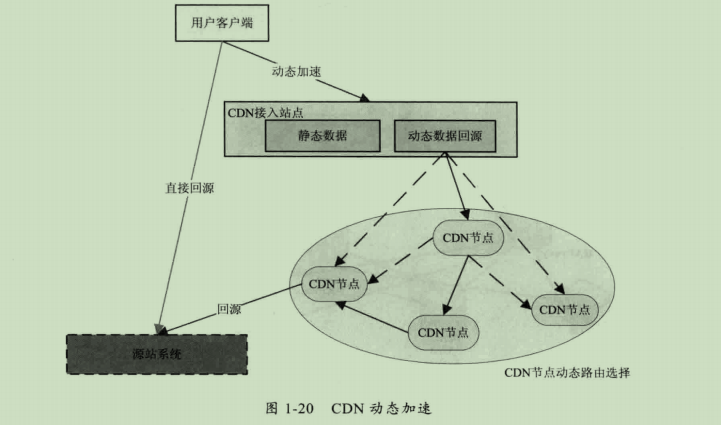 用户客户端
动态加速
CDN接入站点
静态数据
动态数据回源
直接回源
CDN节点
CDN节点
CDN节点
回源
CDN节点
源站系统
CDN节点动态路由选择
图 1-20 CDN 动态加速